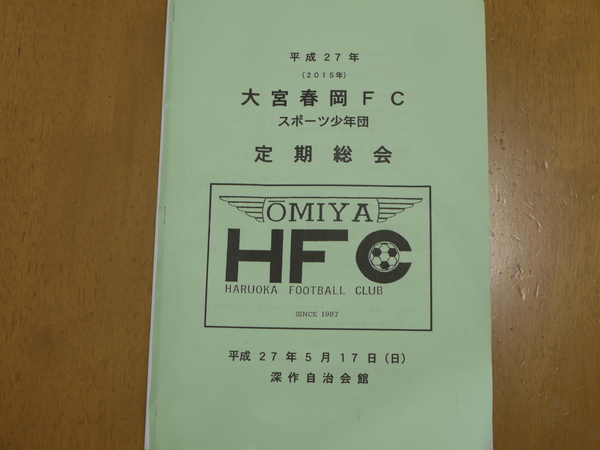 平成27年
(2015年)
大宮春岡FC
スポーツ少年団
定期総会
ŌMIYA
HFC
HARUOKA FOOTBALL CLUB
SINCE 1987
平成27年5月17日(日)
深作自治会館